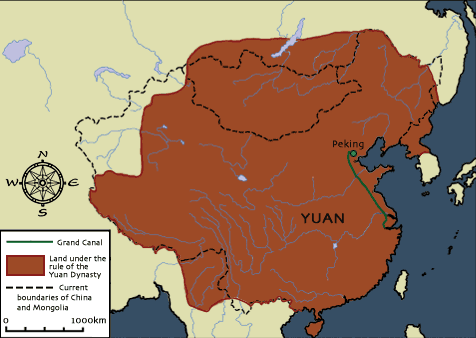 Peking
YUAN
N
W
E
S
Grand Canal
Land under the
rule of the
Yuan Dynasty
Current
boundaries of China
and Mongolia
0
1000km